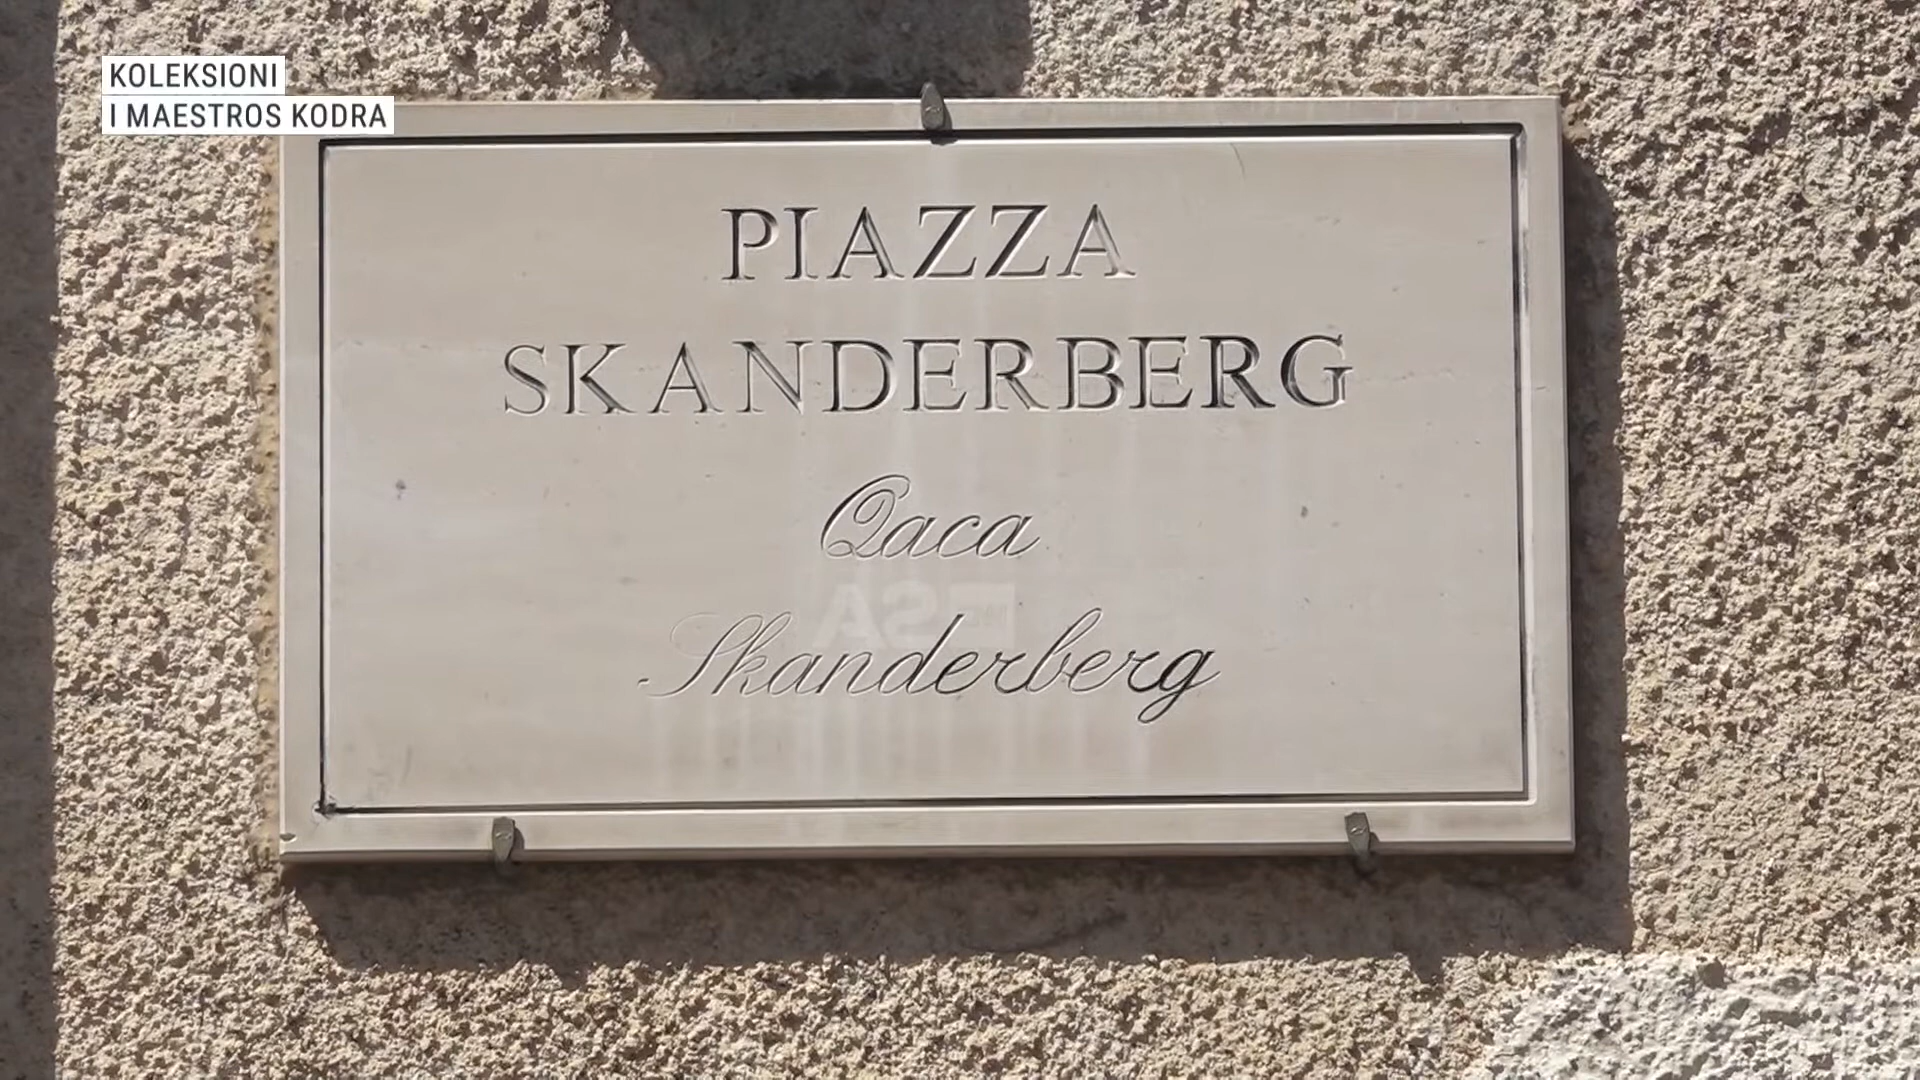 KOLEKSIONI
I MAESTROS KODRA
PIAZZA
SKANDERBERG
Qaca
Skanderberg